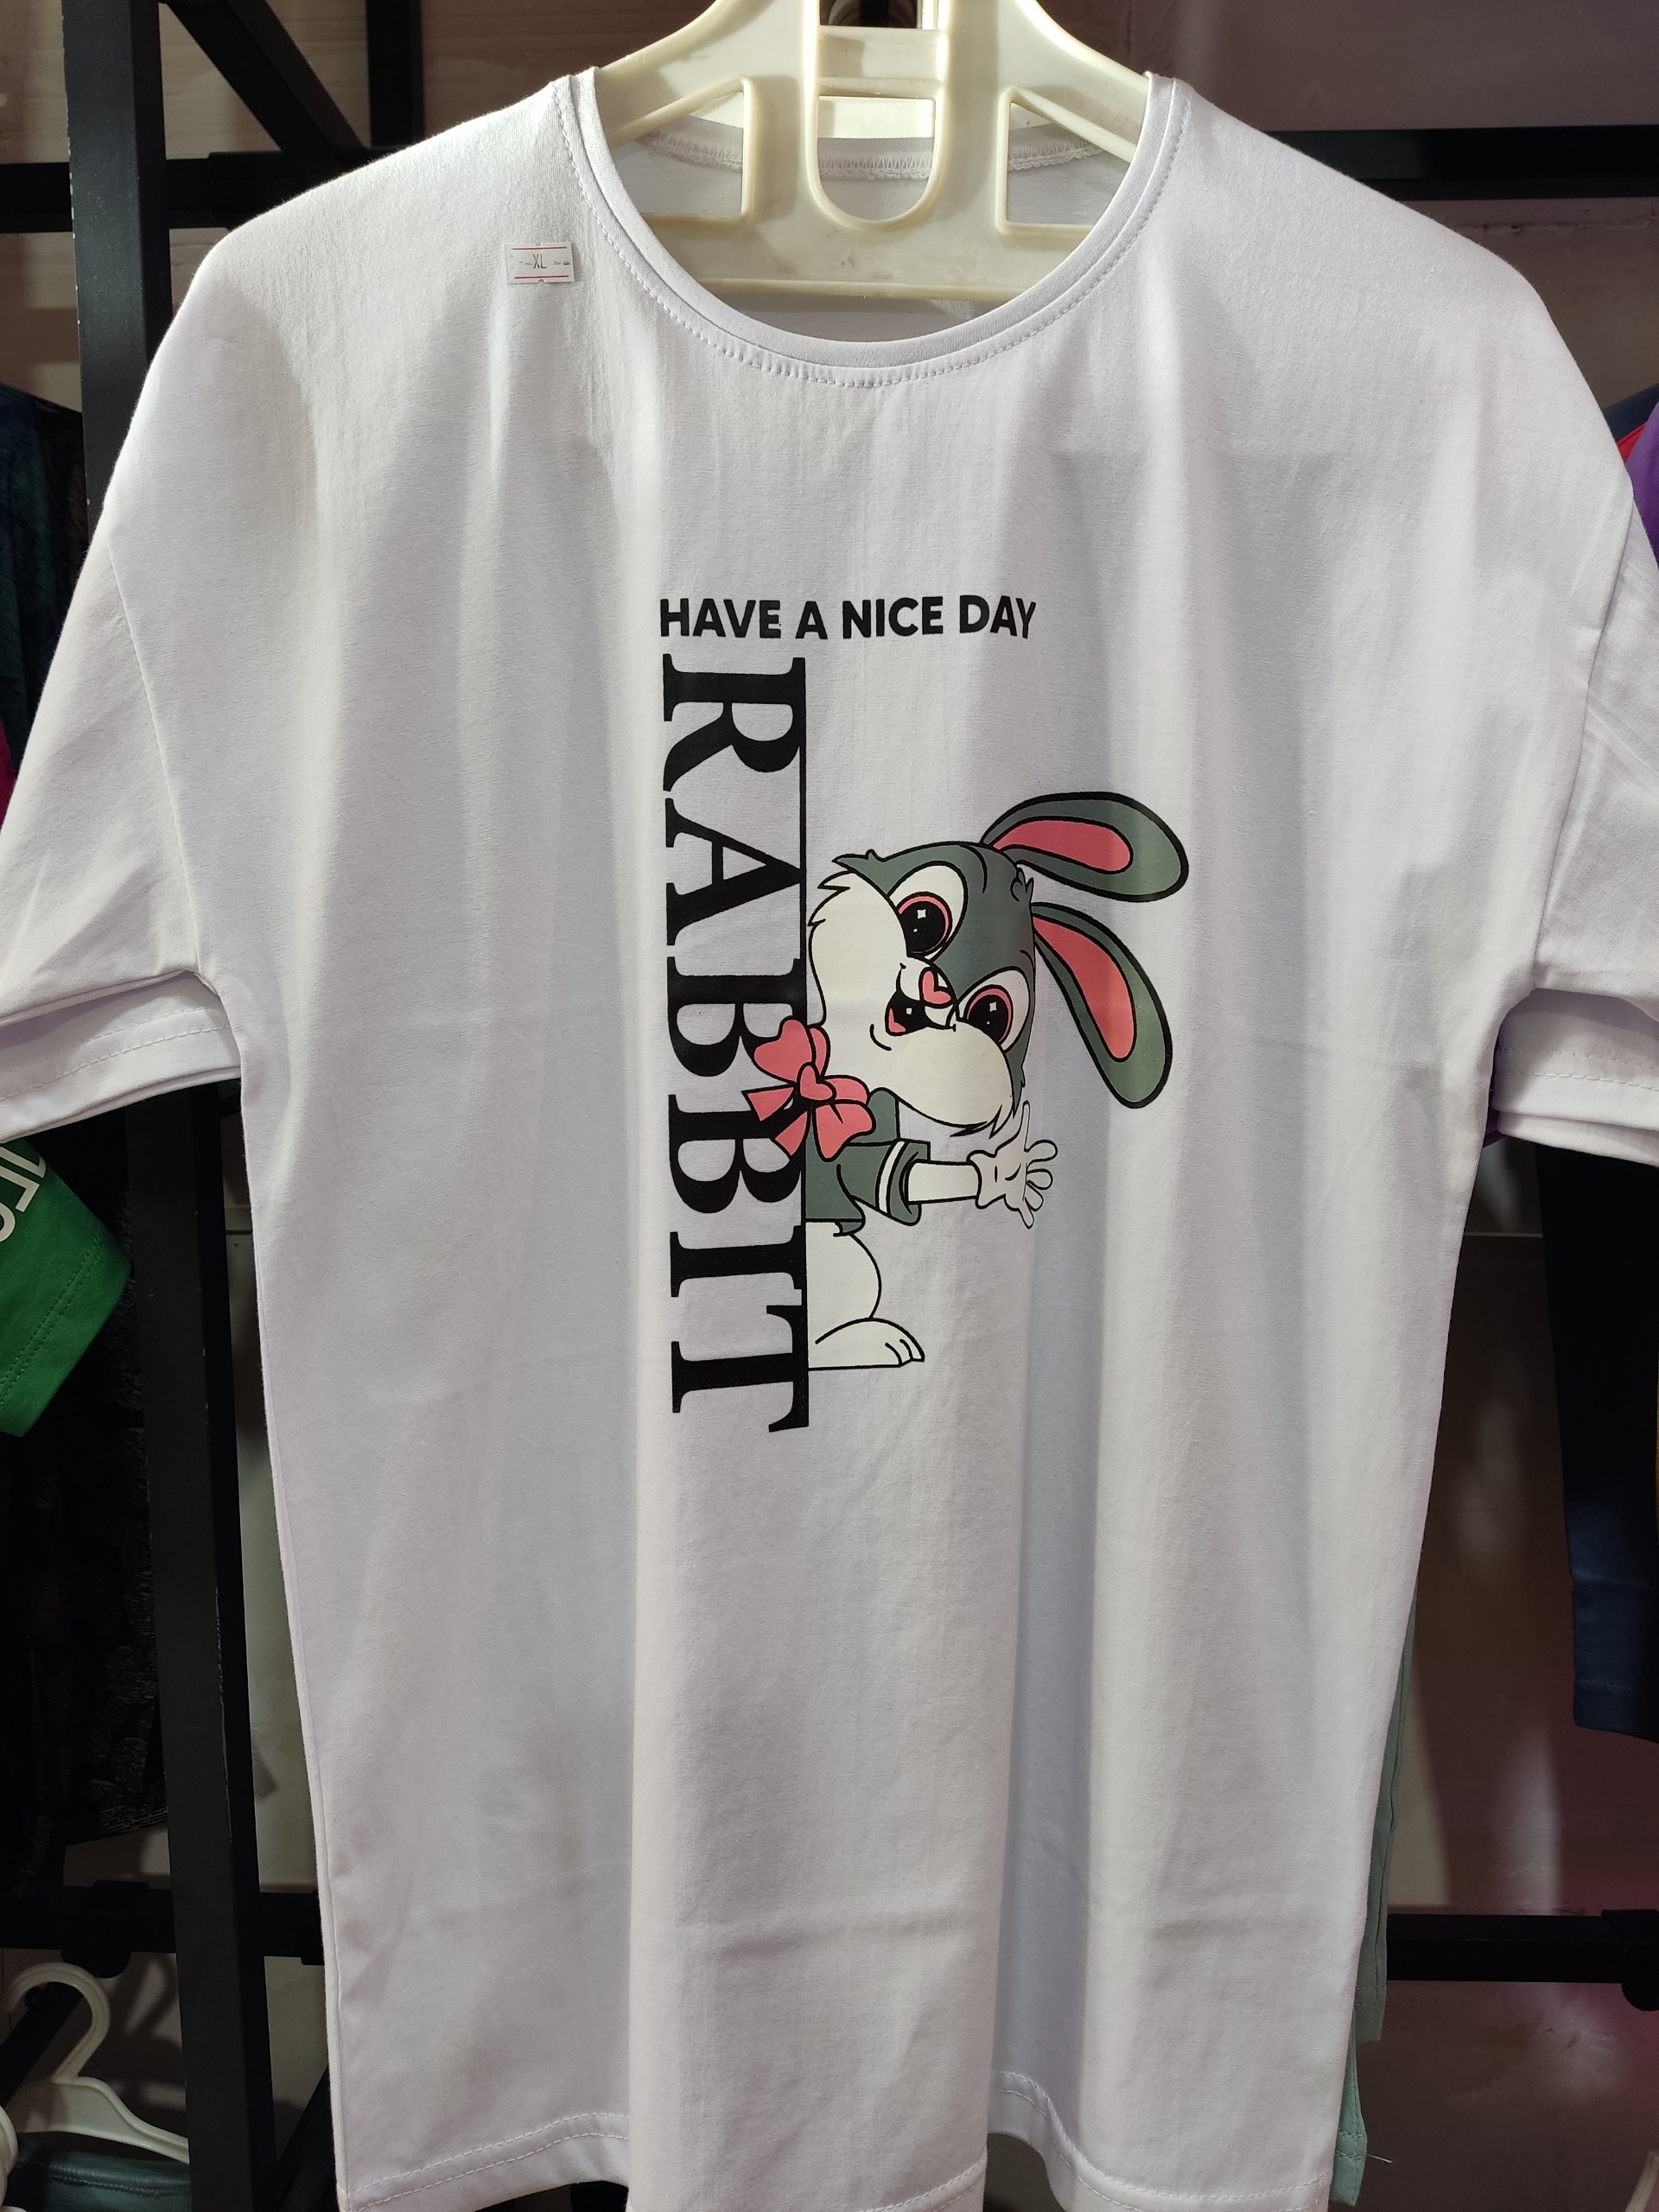 XL
HAVE A NICE DAY
RABBIT